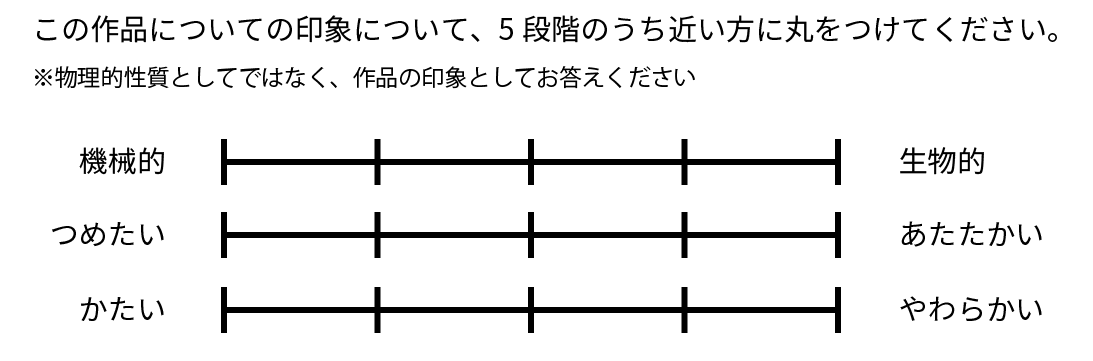 この作品についての印象について、5 段階のうち近い方に丸をつけてください。
※物理的性質としてではなく、作品の印象としてお答えください
機械的 生物的
つめたい あたたかい
かたい やわらかい